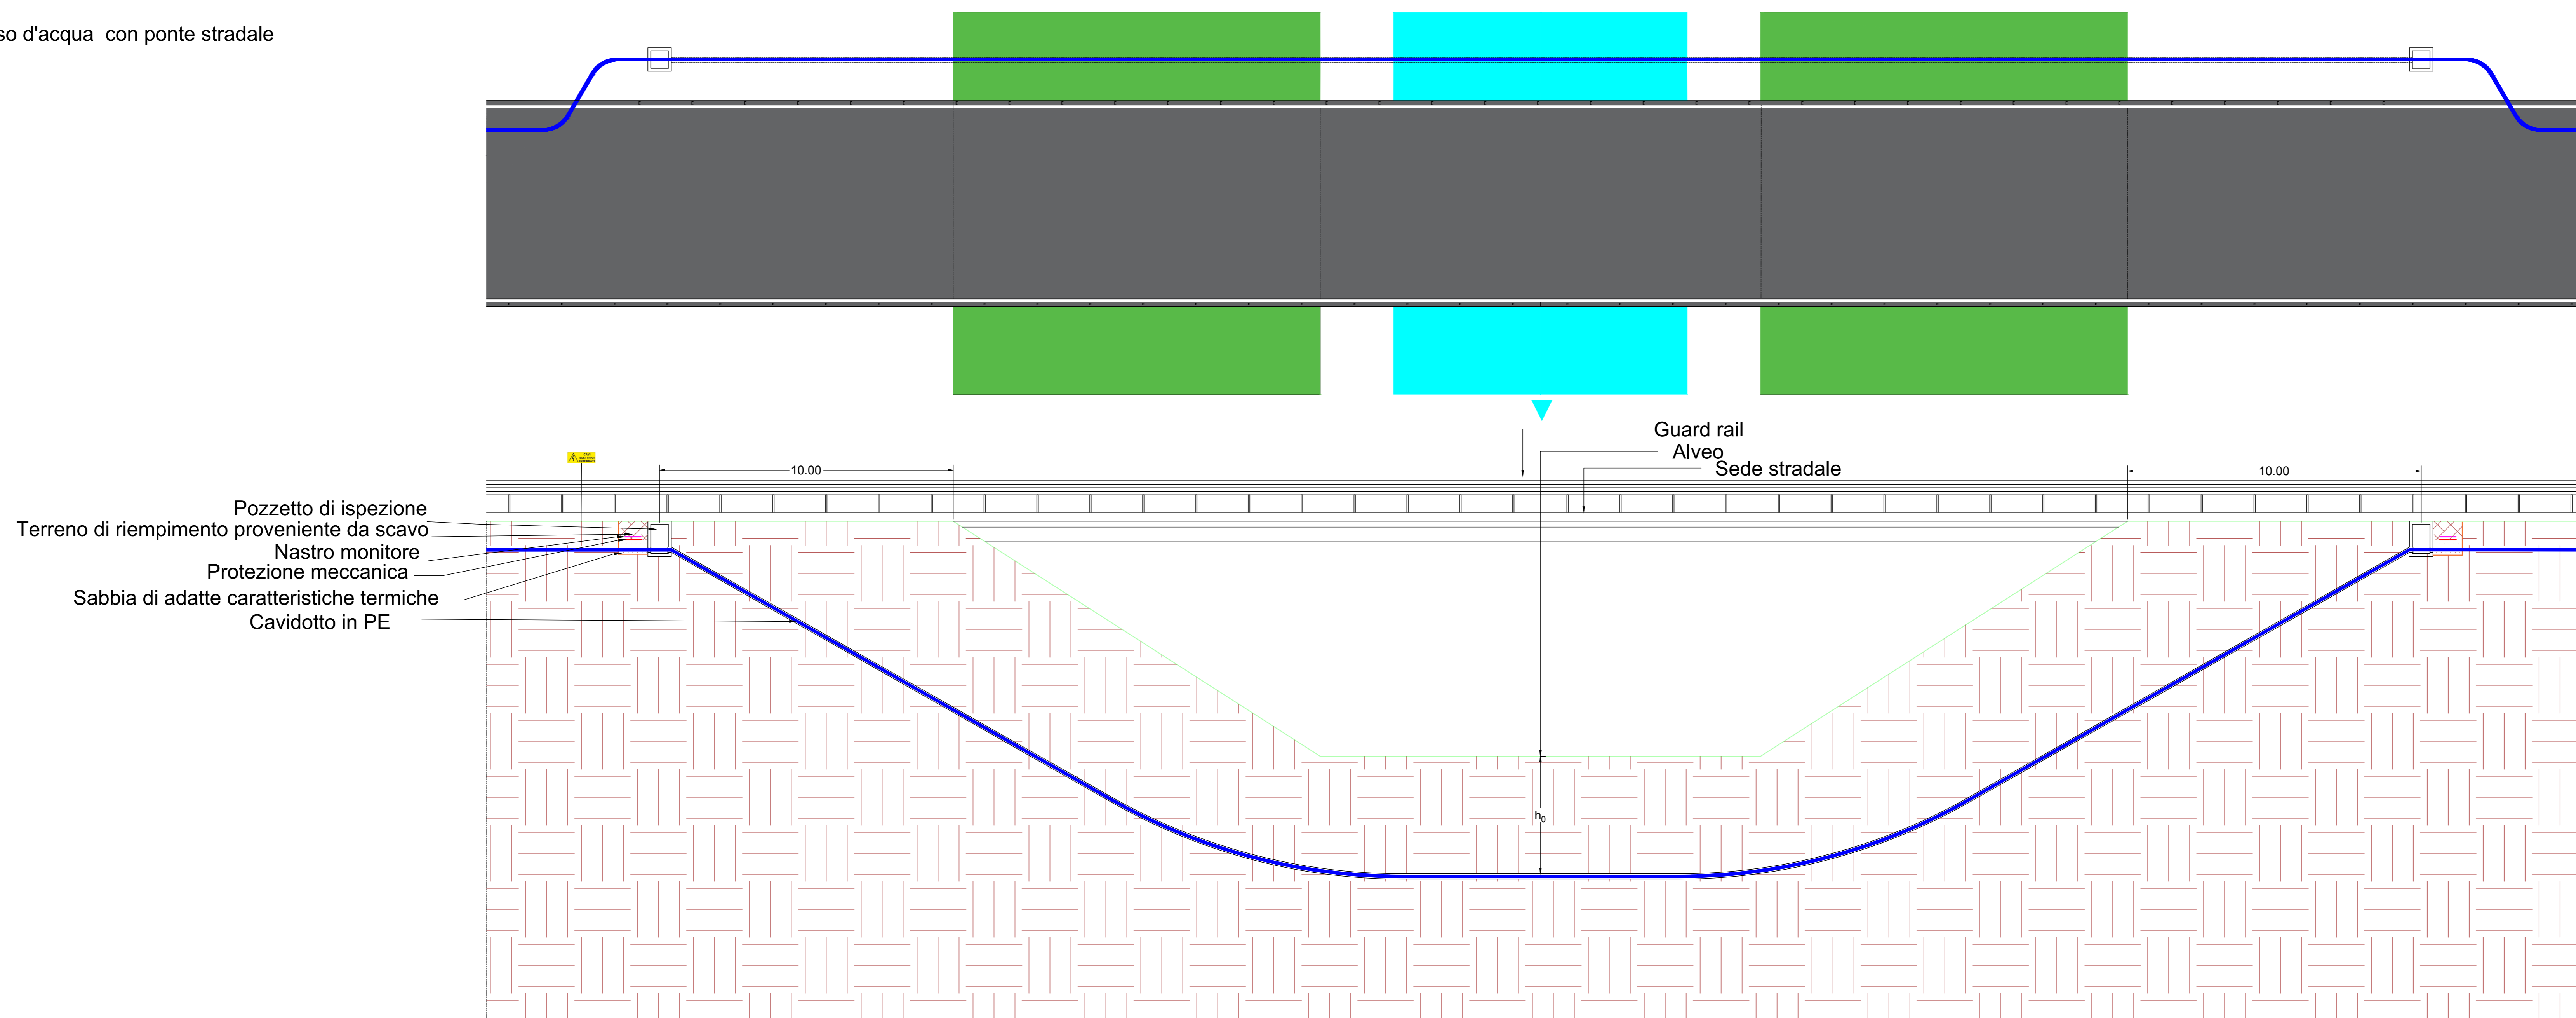 so d'acqua con ponte stradale
Guard rail
Alveo
Sede stradale
10.00
10.00
Pozzetto di ispezione
Terreno di riempimento proveniente da scavo
Nastro monitore
Protezione meccanica
Sabbia di adatte caratteristiche termiche
Cavidotto in PE
h₀